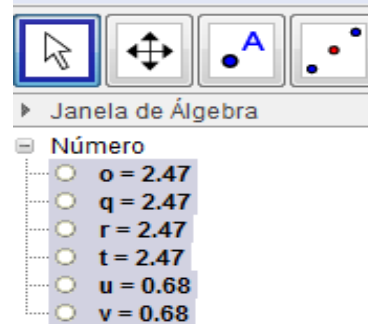 A
Janela de Álgebra
Número
o = 2.47
q = 2.47
r = 2.47
t = 2.47
u = 0.68
v = 0.68